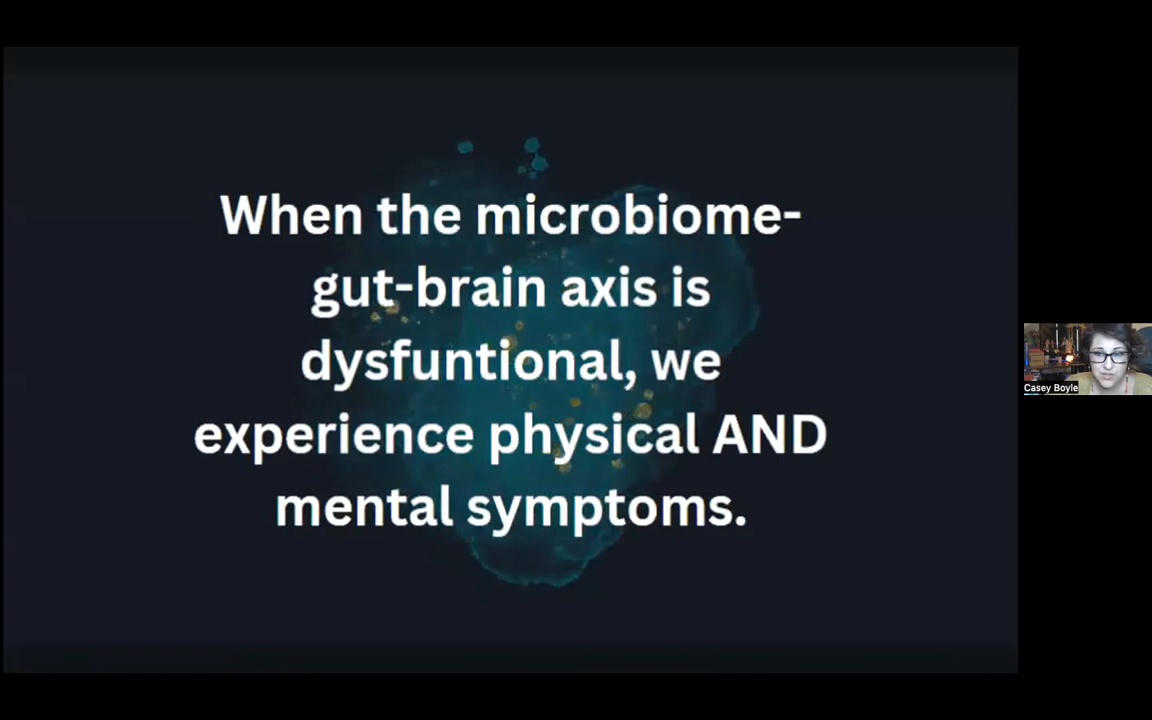 When the microbiome-
gut-brain axis is
dysfuntional, we
experience physical AND
mental symptoms.
Casey Boyle